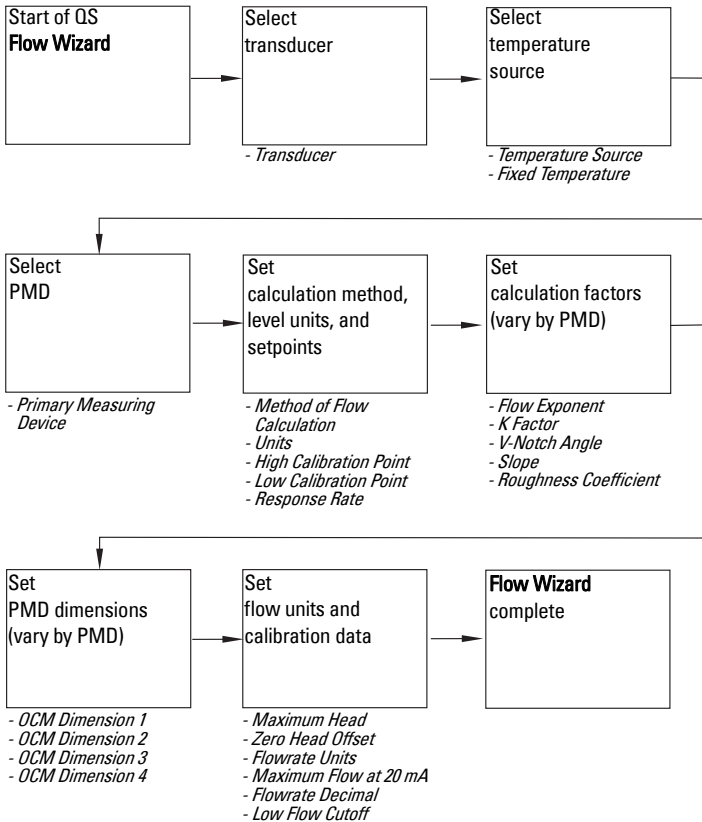 Start of QS
Flow Wizard
Select
transducer
- Transducer
Select
temperature
source
- Temperature Source
- Fixed Temperature
Select
PMD
- Primary Measuring
Device
Set
calculation method,
level units, and
setpoints
- Method of Flow
Calculation
- Units
- High Calibration Point
- Low Calibration Point
- Response Rate
Set
calculation factors
(vary by PMD)
- Flow Exponent
- K Factor
- V-Notch Angle
- Slope
- Roughness Coefficient
Set
PMD dimensions
(vary by PMD)
- OCM Dimension 1
- OCM Dimension 2
- OCM Dimension 3
- OCM Dimension 4
Set
flow units and
calibration data
- Maximum Head
- Zero Head Offset
- Flowrate Units
- Maximum Flow at 20 mA
- Flowrate Decimal
- Low Flow Cutoff
Flow Wizard
complete